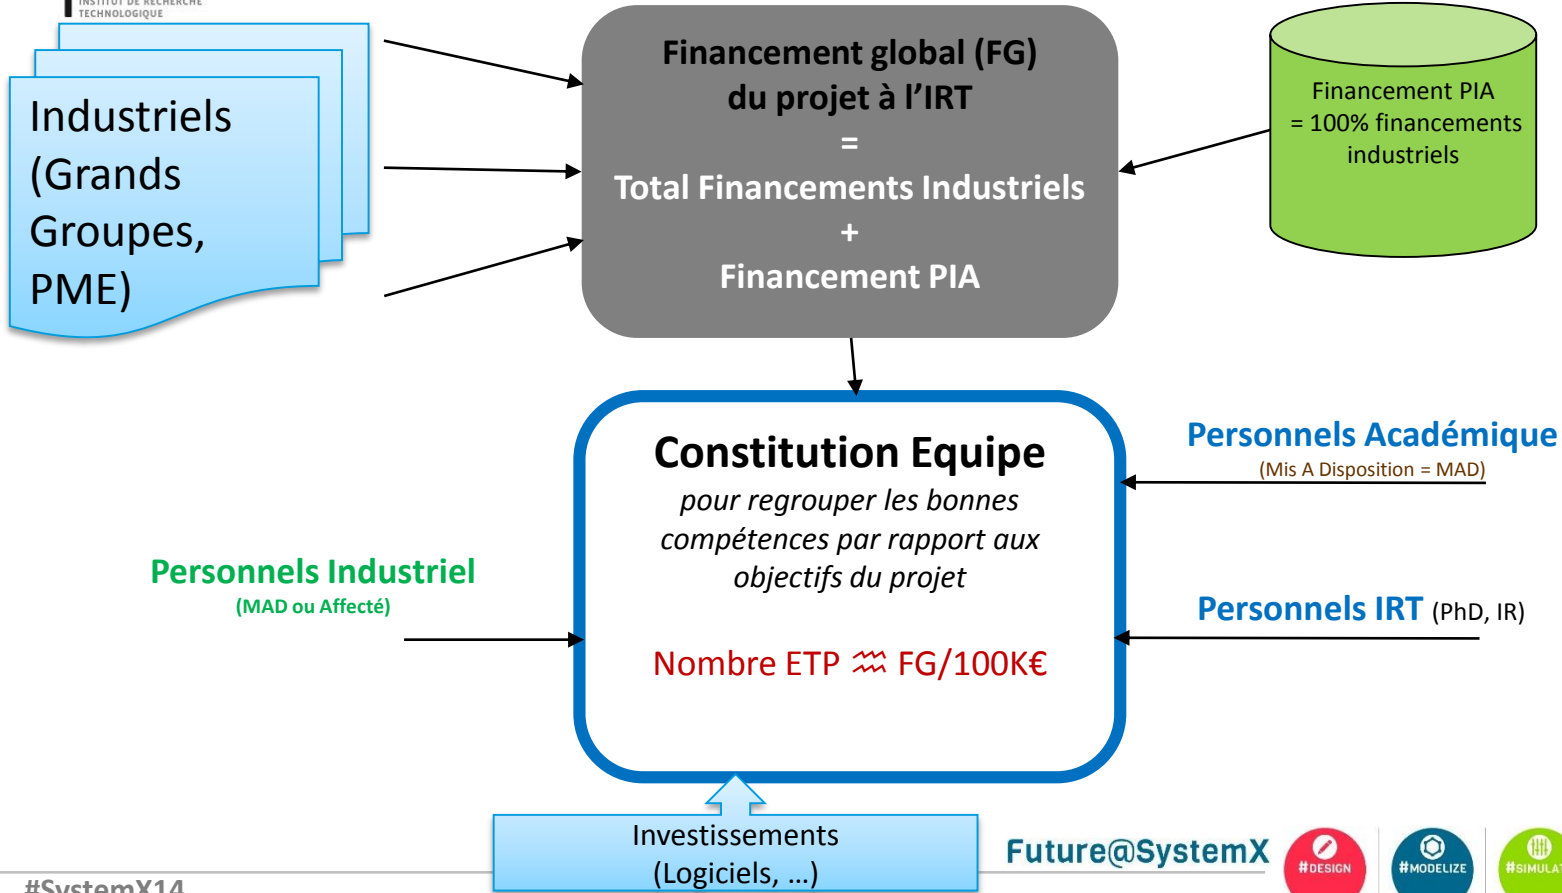 INSTITUT DE RECHERCHE
TECHNOLOGIQUE
Industriels
(Grands
Groupes,
PME)
Financement global (FG)
du projet à l’IRT
=
Total Financements Industriels
+
Financement PIA
Financement PIA
= 100% financements
industriels
Constitution Equipe
pour regrouper les bonnes
compétences par rapport aux
objectifs du projet
Nombre ETP ♒ FG/100K€
Personnels Académique
(Mis A Disposition = MAD)
Personnels Industriel
(MAD ou Affecté)
Personnels IRT (PhD, IR)
Investissements
(Logiciels, …)
Future@SystemX
#DESIGN
#MODELIZE
#SIMULAT
#SystemX14